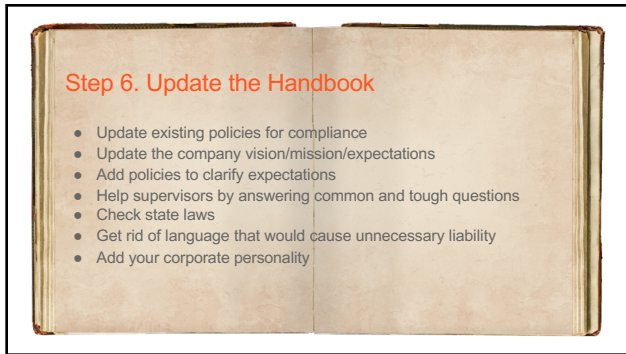 Step 6. Update the Handbook
● Update existing policies for compliance
● Update the company vision/mission/expectations
● Add policies to clarify expectations
● Help supervisors by answering common and tough questions
● Check state laws
● Get rid of language that would cause unnecessary liability
● Add your corporate personality